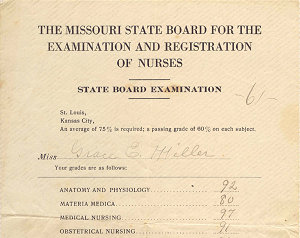 THE MISSOURI STATE BOARD FOR THE
EXAMINATION AND REGISTRATION
OF NURSES
STATE BOARD EXAMINATION
-61-
St. Louis,
Kansas City,
An average of 75% is required; a passing grade of 60% on each subject.
Miss Grace E. Miller.
Your grades are as follows:
ANATOMY AND PHYSIOLOGY 92
MATERIA MEDICA 80
MEDICAL NURSING 97
OBSTETRICAL NURSING 91